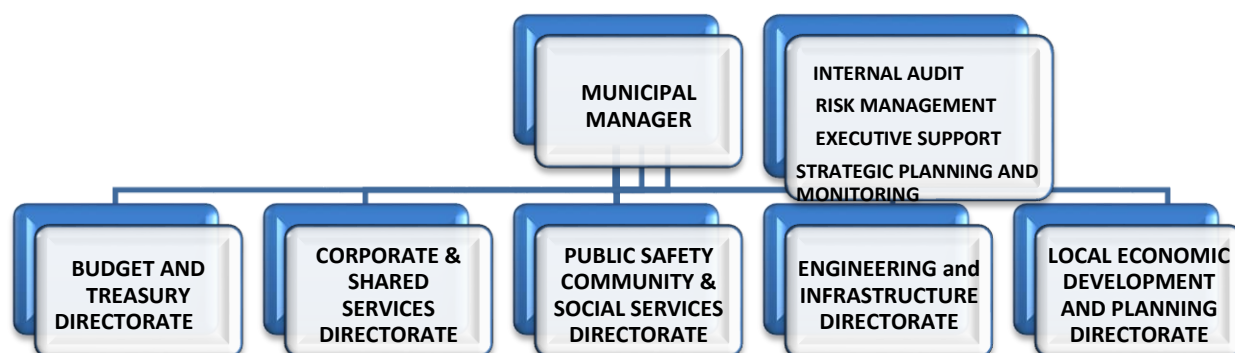 MUNICIPAL
MANAGER
INTERNAL AUDIT
RISK MANAGEMENT
EXECUTIVE SUPPORT
STRATEGIC PLANNING AND
MONITORING
BUDGET AND
TREASURY
DIRECTORATE
CORPORATE &
SHARED
SERVICES
DIRECTORATE
PUBLIC SAFETY
COMMUNITY &
SOCIAL SERVICES
DIRECTORATE
ENGINEERING and
INFRASTRUCTURE
DIRECTORATE
LOCAL ECONOMIC
DEVELOPMENT
AND PLANNING
DIRECTORATE